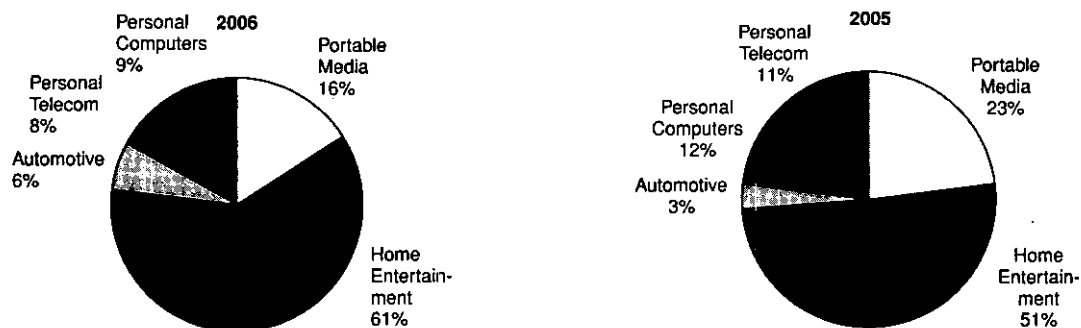 2006
Personal
Computers
9%
Portable
Media
16%
Personal
Telecom
8%
Automotive
6%
Home
Entertain-
ment
61%
2005
Personal
Telecom
11%
Portable
Media
23%
Personal
Computers
12%
Automotive
3%
Home
Entertain-
ment
51%